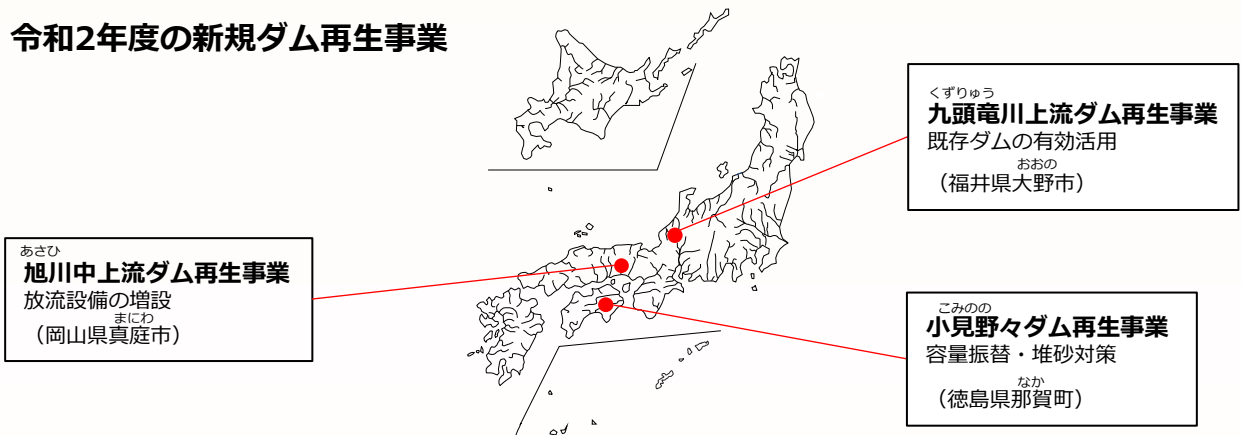 令和2年度の新規ダム再生事業
くずりゅう
九頭竜川上流ダム再生事業
既存ダムの有効活用
おおの
（福井県大野市）
あさひ
旭川中上流ダム再生事業
放流設備の増設
まにわ
（岡山県真庭市）
こみのの
小見野々ダム再生事業
容量振替・堆砂対策
なか
（徳島県那賀町）